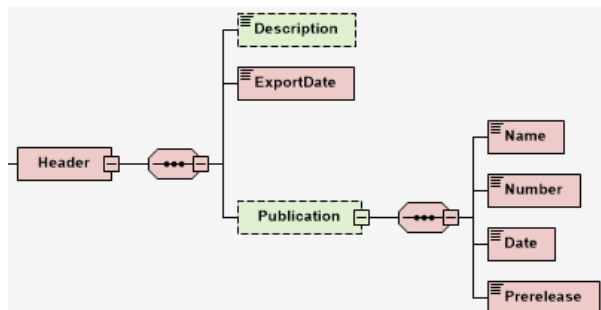 Description
ExportDate
Header
Publication
Name
Number
Date
Prerelease